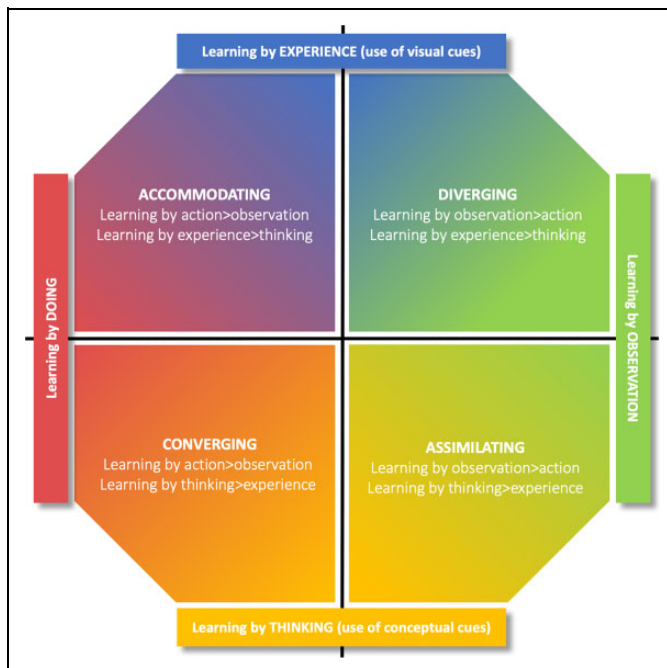 Learning by EXPERIENCE (use of visual cues)
ACCOMMODATING
Learning by action>observation
Learning by experience>thinking
DIVERGING
Learning by observation>action
Learning by experience>thinking
Learning by DOING
Learning by OBSERVATION
CONVERGING
Learning by action>observation
Learning by thinking>experience
ASSIMILATING
Learning by observation>action
Learning by thinking>experience
Learning by THINKING (use of conceptual cues)